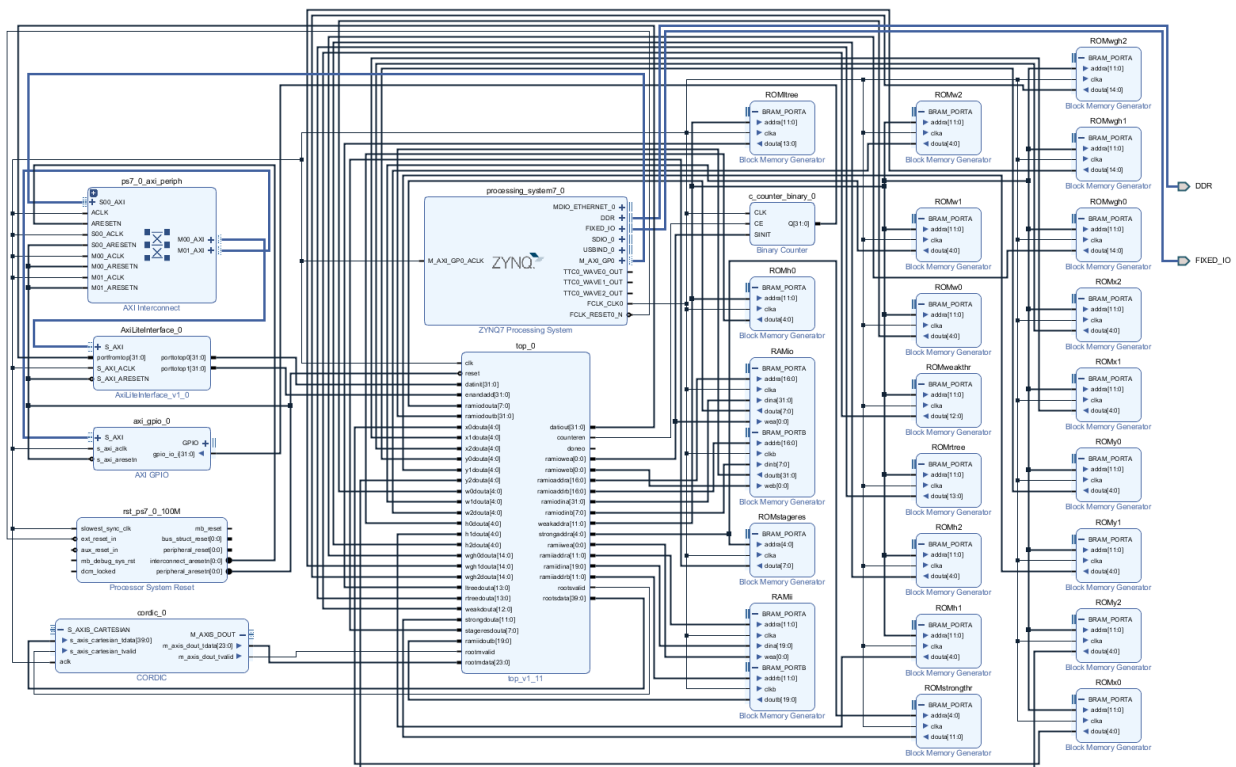 ps7_0_axi_periph
S00_AXI
ACLK
ARESETN
S00_ACLK
S00_ARESETN
M00_ACLK
M00_ARESETN
M01_ACLK
M01_ARESETN
M00_AXI
M01_AXI
AXI Interconnect
AxiLiteInterface_0
S_AXI
portfromtop[31:0]
S_AXI_ACLK
S_AXI_ARESETN
porttotop0[31:0]
porttotop1[31:0]
AxiLiteInterface_v1_0
axi_gpio_0
S_AXI
s_axi_aclk
s_axi_aresetn
GPIO
gpio_io_i[31:0]
AXI GPIO
rst_ps7_0_100M
slowest_sync_clk
ext_reset_in
aux_reset_in
mb_debug_sys_rst
dcm_locked
mb_reset
bus_struct_reset[0:0]
peripheral_reset[0:0]
interconnect_aresetn[0:0]
peripheral_aresetn[0:0]
Processor System Reset
cordic_0
S_AXIS_CARTESIAN
s_axis_cartesian_tdata[39:0]
s_axis_cartesian_tvalid
aclk
M_AXIS_DOUT
m_axis_dout_tdata[23:0]
m_axis_dout_tvalid
CORDIC
processing_system7_0
M_AXI_GP0_ACLK
ZYNQ
MDIO_ETHERNET_0
DDR
FIXED_IO
SDIO_0
USBIND_0
M_AXI_GP0
TTC0_WAVE0_OUT
TTC0_WAVE1_OUT
TTC0_WAVE2_OUT
FCLK_CLK0
FCLK_RESET0_N
ZYNQ7 Processing System
top_0
clk
reset
datint[31:0]
enandadd[31:0]
ramiodouta[7:0]
ramiodoutb[31:0]
x0douta[4:0]
x1douta[4:0]
x2douta[4:0]
y0douta[4:0]
y1douta[4:0]
y2douta[4:0]
w0douta[4:0]
w1douta[4:0]
w2douta[4:0]
h0douta[4:0]
h1douta[4:0]
h2douta[4:0]
wgh0douta[14:0]
wgh1douta[14:0]
wgh2douta[14:0]
ltreedouta[13:0]
rtreedouta[13:0]
weakdouta[12:0]
strongdouta[11:0]
stageresdouta[7:0]
ramiidoutb[19:0]
rootmvalid
rootmdata[23:0]
datiout[31:0]
counteren
doneo
ramiowea[0:0]
ramioweb[0:0]
ramioaddra[16:0]
ramioaddrb[16:0]
ramiodina[31:0]
ramiodinb[7:0]
weakaddra[11:0]
strongaddra[4:0]
ramiiwea[0:0]
ramiiaddra[11:0]
ramiidina[19:0]
ramiiaddrb[11:0]
rootsvalid
rootsdata[39:0]
top_v1_11
ROMltree
BRAM_PORTA
addra[11:0]
clka
douta[13:0]
Block Memory Generator
c_counter_binary_0
CLK
CE
SINIT
Q[31:0]
Binary Counter
ROMh0
BRAM_PORTA
addra[11:0]
clka
douta[4:0]
Block Memory Generator
RAMio
BRAM_PORTA
addra[16:0]
clka
dina[31:0]
douta[7:0]
wea[0:0]
BRAM_PORTB
addrb[16:0]
clkb
dinb[7:0]
doutb[31:0]
web[0:0]
Block Memory Generator
ROMstageres
BRAM_PORTA
addra[4:0]
clka
douta[7:0]
Block Memory Generator
RAMii
BRAM_PORTA
addra[11:0]
clka
dina[19:0]
wea[0:0]
BRAM_PORTB
addrb[11:0]
clkb
doutb[19:0]
Block Memory Generator
ROMw2
BRAM_PORTA
addra[11:0]
clka
douta[4:0]
Block Memory Generator
ROMw1
BRAM_PORTA
addra[11:0]
clka
douta[4:0]
Block Memory Generator
ROMw0
BRAM_PORTA
addra[11:0]
clka
douta[4:0]
Block Memory Generator
ROMweakthr
BRAM_PORTA
addra[11:0]
clka
douta[12:0]
Block Memory Generator
ROMrtree
BRAM_PORTA
addra[11:0]
clka
douta[13:0]
Block Memory Generator
ROMh2
BRAM_PORTA
addra[11:0]
clka
douta[4:0]
Block Memory Generator
ROMh1
BRAM_PORTA
addra[11:0]
clka
douta[4:0]
Block Memory Generator
ROMstrongthr
BRAM_PORTA
addra[4:0]
clka
douta[11:0]
Block Memory Generator
ROMwgh2
BRAM_PORTA
addra[11:0]
clka
douta[14:0]
Block Memory Generator
ROMwgh1
BRAM_PORTA
addra[11:0]
clka
douta[14:0]
Block Memory Generator
ROMwgh0
BRAM_PORTA
addra[11:0]
clka
douta[14:0]
Block Memory Generator
ROMx2
BRAM_PORTA
addra[11:0]
clka
douta[4:0]
Block Memory Generator
ROMx1
BRAM_PORTA
addra[11:0]
clka
douta[4:0]
Block Memory Generator
ROMy0
BRAM_PORTA
addra[11:0]
clka
douta[4:0]
Block Memory Generator
ROMy1
BRAM_PORTA
addra[11:0]
clka
douta[4:0]
Block Memory Generator
ROMy2
BRAM_PORTA
addra[11:0]
clka
douta[4:0]
Block Memory Generator
ROMx0
BRAM_PORTA
addra[11:0]
clka
douta[4:0]
Block Memory Generator
DDR
FIXED_IO